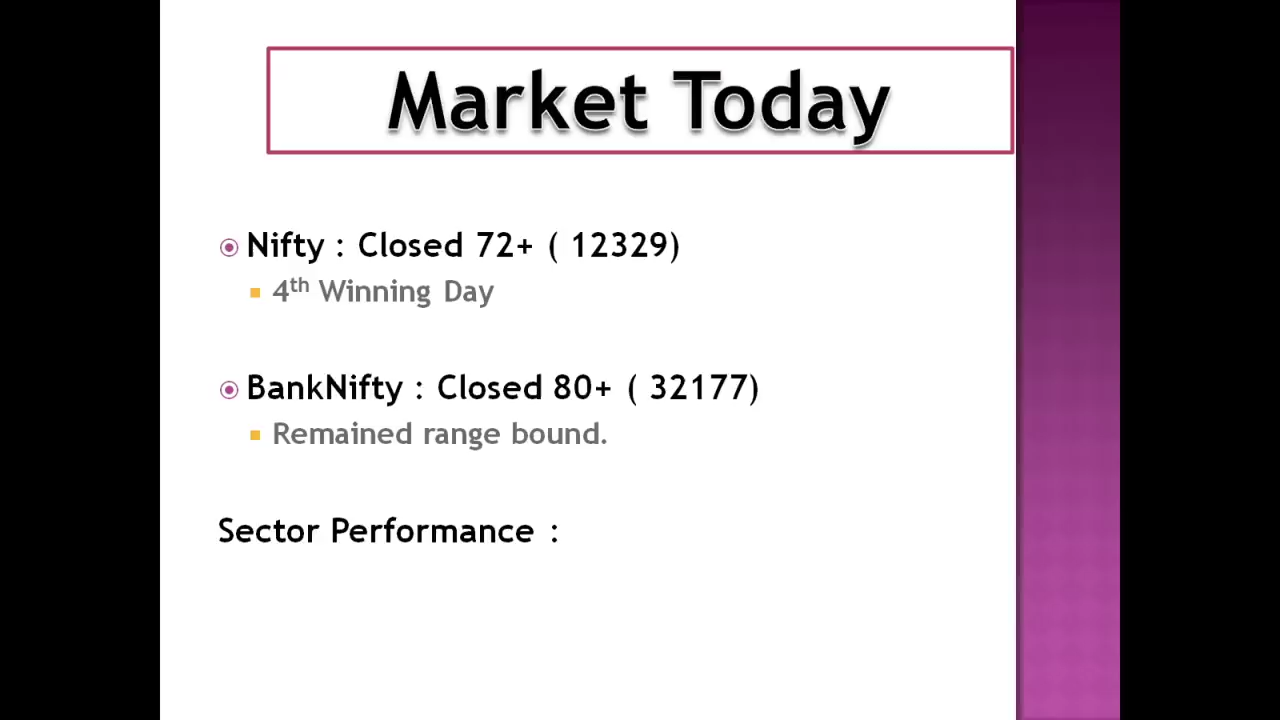 Market Today
Nifty : Closed 72+ ( 12329)
4th Winning Day
BankNifty : Closed 80+ ( 32177)
Remained range bound.
Sector Performance :